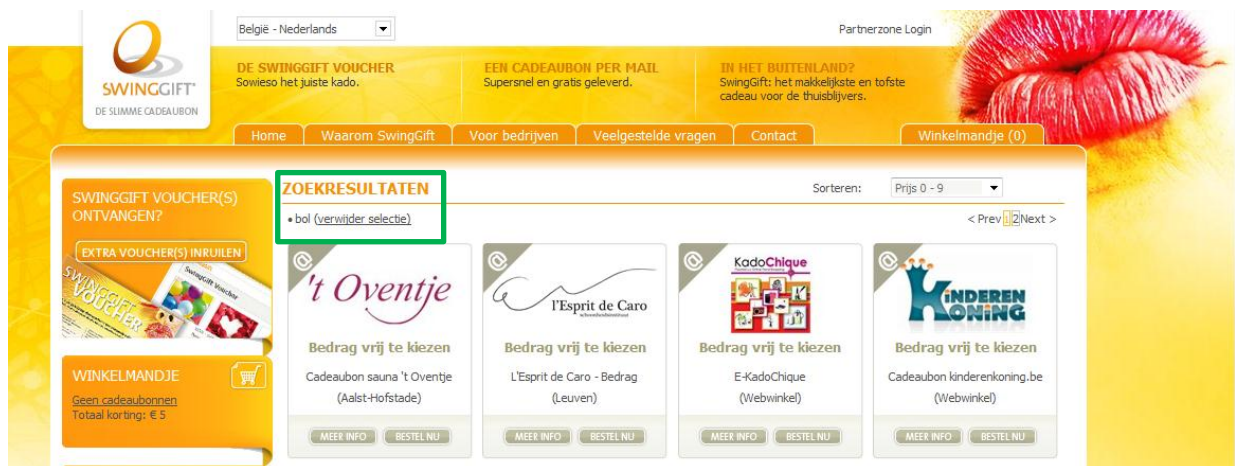 België - Nederlands
Partnerzone Login
SWINGGIFT
DE SLIMME CADEAUBON
DE SWINGGIFT VOUCHER
Sowieso het juiste kado.
EEN CADEAUBON PER MAIL
Supersnel en gratis geleverd.
IN HET BUITENLAND?
SwingGift: het makkelijkste en tofste
cadeau voor de thuisblijvers.
Home
Waarom SwingGift
Voor bedrijven
Veelgestelde vragen
Contact
Winkelmandje (0)
SWINGGIFT VOUCHER(S)
ONTVANGEN?
EXTRA VOUCHER(S) INRUILEN
SWINGGIFT
VOUCHER
SwingGift Voucher
WINKELMANDJE
Geen cadeaubonnen
Totaal korting: € 5
ZOEKRESULTATEN
Sorteren: Prijs 0 - 9
• bol (verwijder selectie)
< Prev 1 2 Next >
@
't Oventje
Bedrag vrij te kiezen
Cadeaubon sauna 't Oventje
(Aalst-Hofstade)
MEER INFO BESTEL NU
@
l'Esprit de Caro
Bedrag vrij te kiezen
L'Esprit de Caro - Bedrag
(Leuven)
MEER INFO BESTEL NU
@
KadoChique
Bedrag vrij te kiezen
E-KadoChique
(Webwinkel)
MEER INFO BESTEL NU
@
KINDEREN
KONING
Bedrag vrij te kiezen
Cadeaubon kinderenkoning.be
(Webwinkel)
MEER INFO BESTEL NU